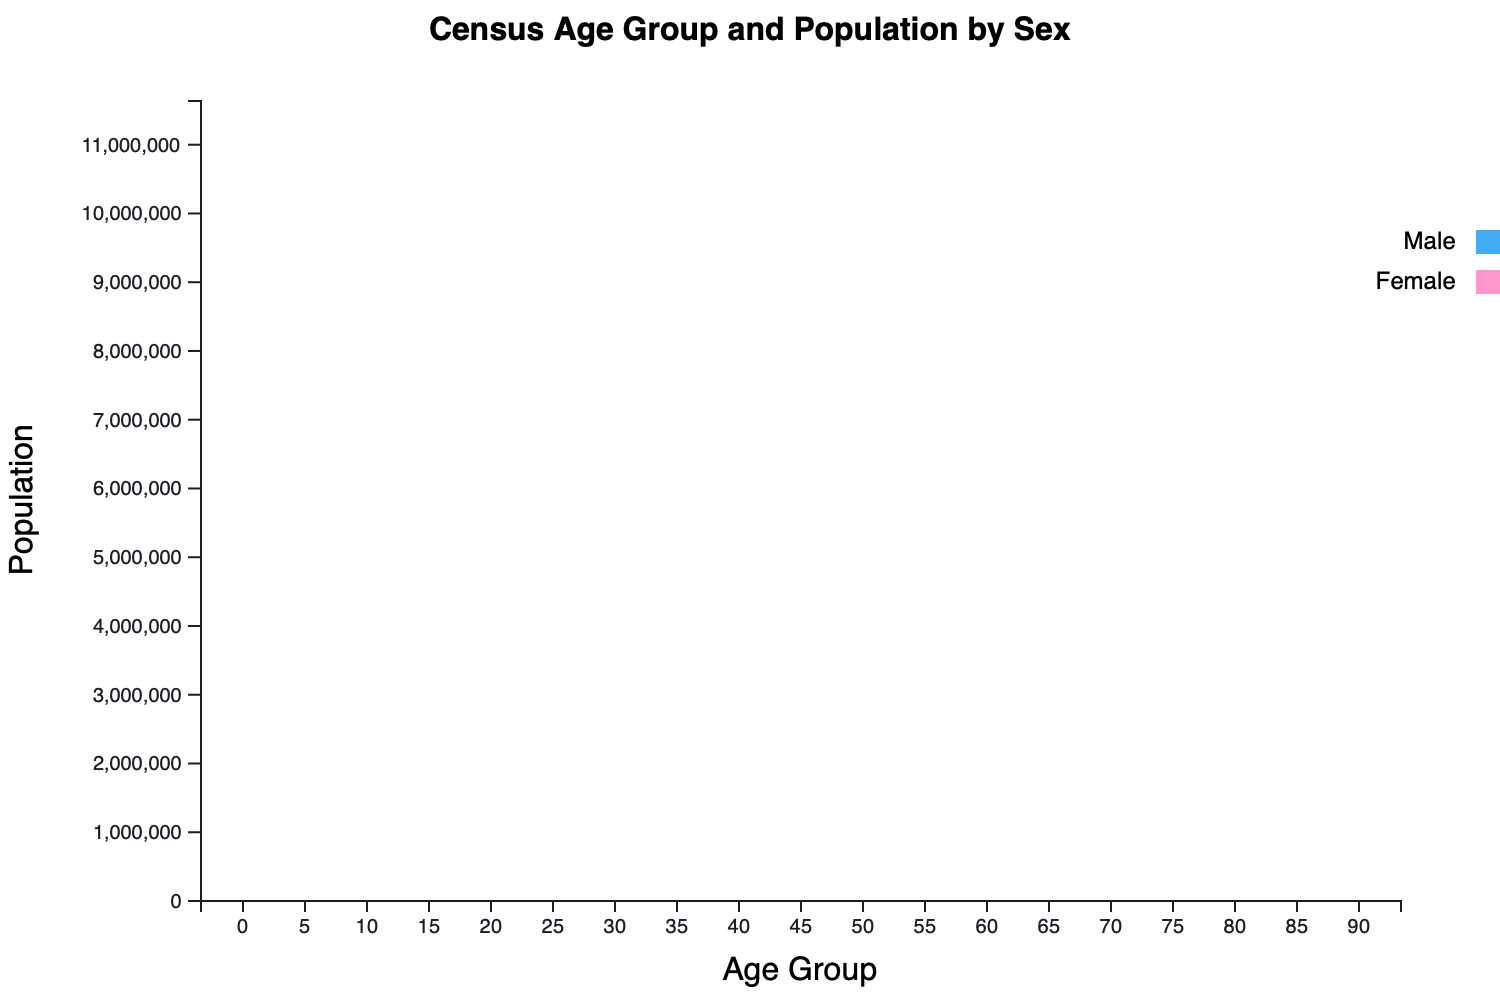 Census Age Group and Population by Sex
11,000,000
10,000,000
9,000,000
8,000,000
7,000,000
6,000,000
5,000,000
4,000,000
3,000,000
2,000,000
1,000,000
0
Population
Male
Female
0 5 10 15 20 25 30 35 40 45 50 55 60 65 70 75 80 85 90
Age Group